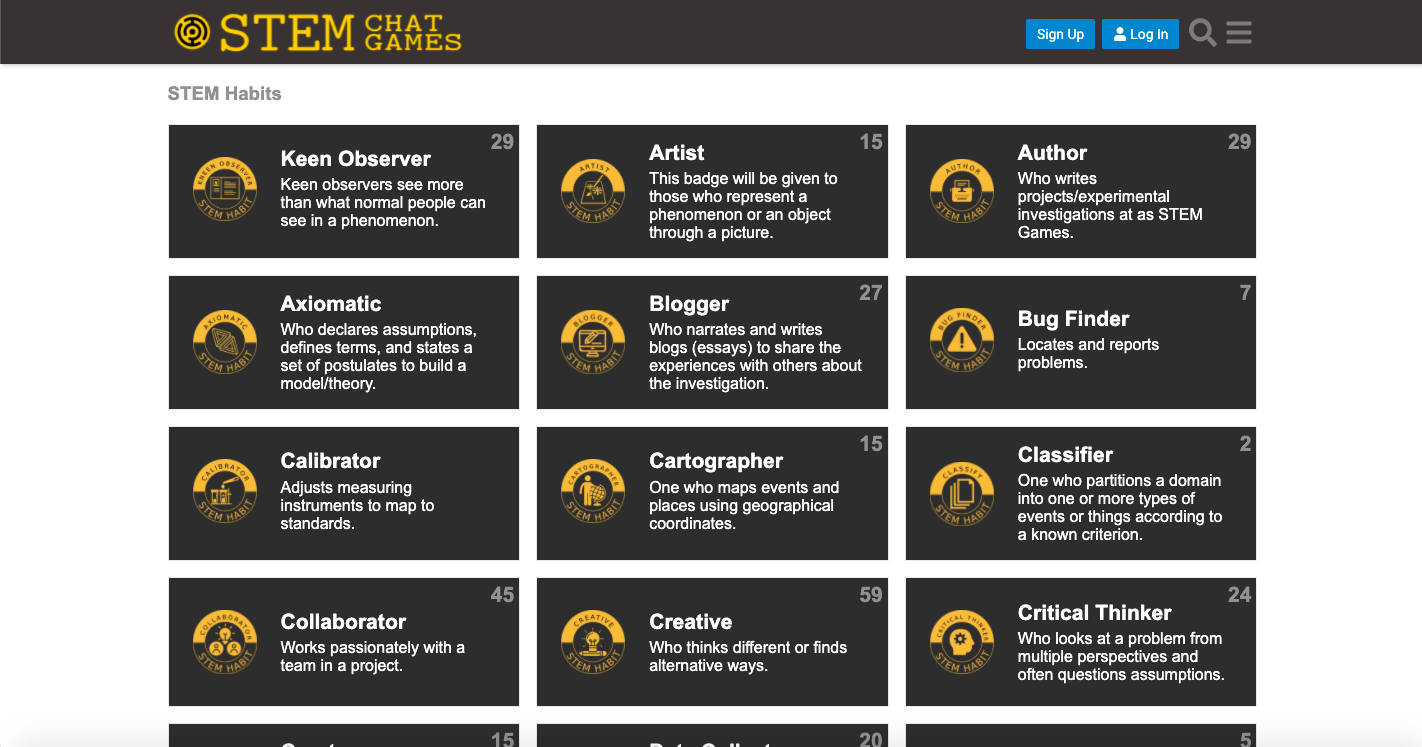 STEM CHAT GAMES
Sign Up
Log In
STEM Habits
29
Keen Observer
Keen observers see more
than what normal people can
see in a phenomenon.
KREEN OBSERVER
STEM HABIT
15
Artist
This badge will be given to
those who represent a
phenomenon or an object
through a picture.
ARTIST
STEM HABIT
29
Author
Who writes
projects/experimental
investigations at as STEM
Games.
AUTHOR
STEM HABIT
Axiomatic
Who declares assumptions,
defines terms, and states a
set of postulates to build a
model/theory.
AXIOMATIC
STEM HABIT
27
Blogger
Who narrates and writes
blogs (essays) to share the
experiences with others about
the investigation.
BLOGGER
STEM HABIT
7
Bug Finder
Locates and reports
problems.
BUG FINDER
STEM HABIT
Calibrator
Adjusts measuring
instruments to map to
standards.
CALIBRATOR
STEM HABIT
15
Cartographer
One who maps events and
places using geographical
coordinates.
CARTOGRAPHER
STEM HABIT
2
Classifier
One who partitions a domain
into one or more types of
events or things according to
a known criterion.
CLASSIFY
STEM HABIT
45
Collaborator
Works passionately with a
team in a project.
COLLABORATOR
STEM HABIT
59
Creative
Who thinks different or finds
alternative ways.
CREATIVE
STEM HABIT
24
Critical Thinker
Who looks at a problem from
multiple perspectives and
often questions assumptions.
CRITICAL THINKER
STEM HABIT
15
20
5